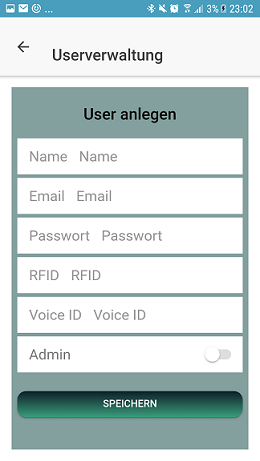 ... 3% 23:02
Userverwaltung
User anlegen
Name Name
Email Email
Passwort Passwort
RFID RFID
Voice ID Voice ID
Admin
SPEICHERN